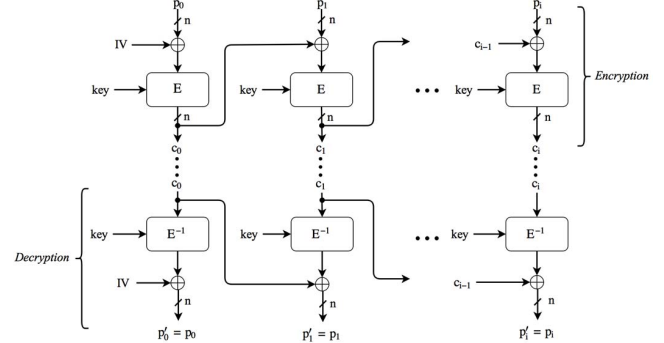 p₀ p₁ pᵢ
n n n
IV cᵢ₋₁
key E key E key E Encryption
n n n
c₀ c₁ cᵢ
c₀ c₁ cᵢ
key E⁻¹ key E⁻¹ key E⁻¹
Decryption
IV cᵢ₋₁
n n n
p′₀ = p₀ p′₁ = p₁ p′ᵢ = pᵢ